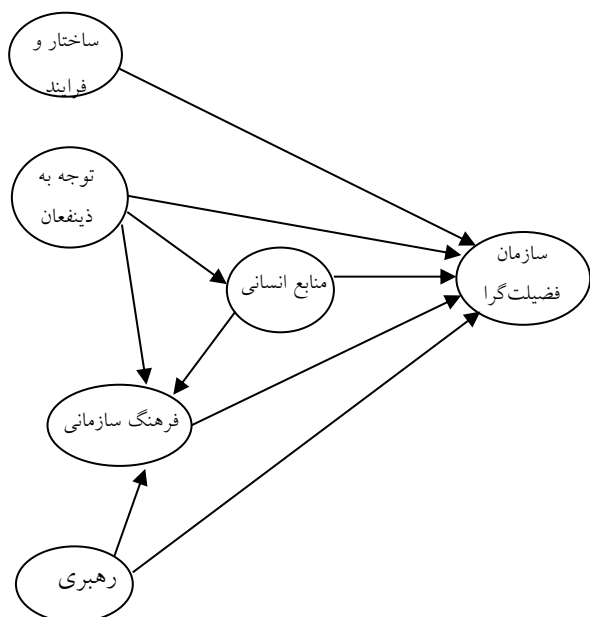 ساختار و
فرایند
توجه به
ذینفعان
سازمان
فضیلت‌گرا
منابع انسانی
فرهنگ سازمانی
رهبری